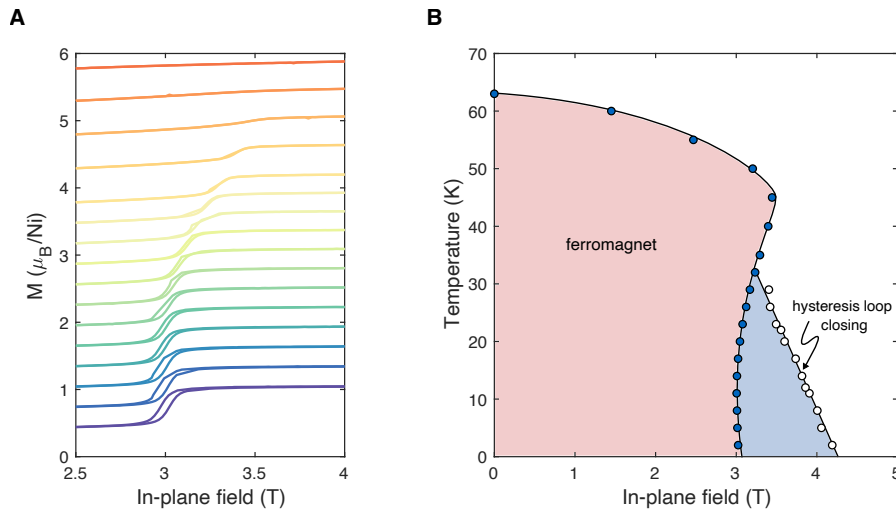 A
B
6
5
4
3
2
1
0
M (μ_B/Ni)
2.5 3 3.5 4
In-plane field (T)
70
60
50
40
30
20
10
0
Temperature (K)
ferromagnet
hysteresis loop
closing
0 1 2 3 4 5
In-plane field (T)